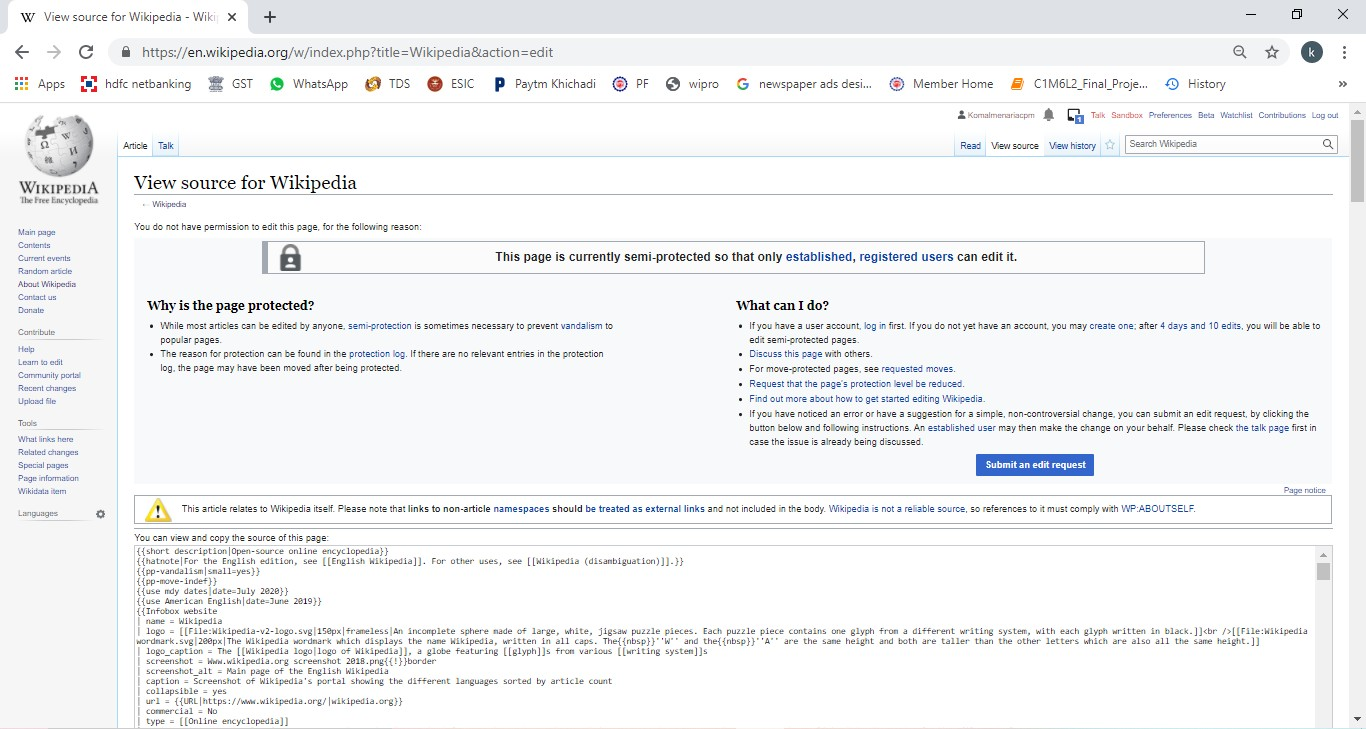 View source for Wikipedia - Wiki
https://en.wikipedia.org/w/index.php?title=Wikipedia&action=edit
k
Apps hdfc netbanking GST WhatsApp TDS ESIC Paytm Khichadi PF wipro newspaper ads desi... Member Home C1M6L2_Final_Proje... History »
Komalmenariacpm 1 Talk Sandbox Preferences Beta Watchlist Contributions Log out
WIKIPEDIA
The Free Encyclopedia
Article Talk Read View source View history Search Wikipedia
Main page
Contents
Current events
Random article
About Wikipedia
Contact us
Donate
Contribute
Help
Learn to edit
Community portal
Recent changes
Upload file
Tools
What links here
Related changes
Special pages
Page information
Wikidata item
Languages
View source for Wikipedia
← Wikipedia
You do not have permission to edit this page, for the following reason:
This page is currently semi-protected so that only established, registered users can edit it.
Why is the page protected?
• While most articles can be edited by anyone, semi-protection is sometimes necessary to prevent vandalism to
popular pages.
• The reason for protection can be found in the protection log. If there are no relevant entries in the protection
log, the page may have been moved after being protected.
What can I do?
• If you have a user account, log in first. If you do not yet have an account, you may create one; after 4 days and 10 edits, you will be able to
edit semi-protected pages.
• Discuss this page with others.
• For move-protected pages, see requested moves.
• Request that the page's protection level be reduced.
• Find out more about how to get started editing Wikipedia.
• If you have noticed an error or have a suggestion for a simple, non-controversial change, you can submit an edit request, by clicking the
button below and following instructions. An established user may then make the change on your behalf. Please check the talk page first in
case the issue is already being discussed.
Submit an edit request
Page notice
This article relates to Wikipedia itself. Please note that links to non-article namespaces should be treated as external links and not included in the body. Wikipedia is not a reliable source, so references to it must comply with WP:ABOUTSELF.
You can view and copy the source of this page:
{{short description|Open-source online encyclopedia}}
{{hatnote|For the English edition, see [[English Wikipedia]]. For other uses, see [[Wikipedia (disambiguation)]].}}
{{pp-vandalism|small=yes}}
{{pp-move-indef}}
{{use mdy dates|date=July 2020}}
{{use American English|date=June 2019}}
{{Infobox website
| name = Wikipedia
| logo = [[File:Wikipedia-v2-logo.svg|150px|frameless|An incomplete sphere made of large, white, jigsaw puzzle pieces. Each puzzle piece contains one glyph from a different writing system, with each glyph written in black.]]<br />[[File:Wikipedia
wordmark.svg|200px|The Wikipedia wordmark which displays the name Wikipedia, written in all caps. The{{nbsp}}''W'' and the{{nbsp}}''A'' are the same height and both are taller than the other letters which are also all the same height.]]
| logo_caption = The [[Wikipedia logo|logo of Wikipedia]], a globe featuring [[glyph]]s from various [[writing system]]s
| screenshot = Www.wikipedia.org screenshot 2018.png{{!}}border
| screenshot_alt = Main page of the English Wikipedia
| caption = Screenshot of Wikipedia's portal showing the different languages sorted by article count
| collapsible = yes
| url = {{URL|https://www.wikipedia.org/|wikipedia.org}}
| commercial = No
| type = [[Online encyclopedia]]